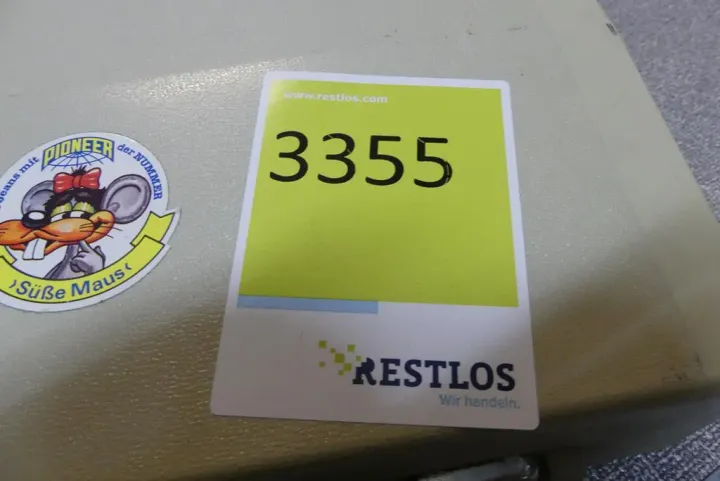 www.restlos.com
3355
RESTLOS
Wir handeln.
Jeans mit
PIONEER
der NUMMER
›Süße Maus‹